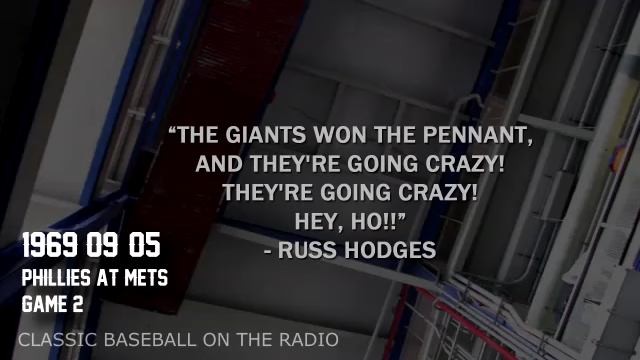 “THE GIANTS WON THE PENNANT,
AND THEY'RE GOING CRAZY!
THEY'RE GOING CRAZY!
HEY, HO!!”
- RUSS HODGES
1969 09 05
PHILLIES AT METS
GAME 2
CLASSIC BASEBALL ON THE RADIO